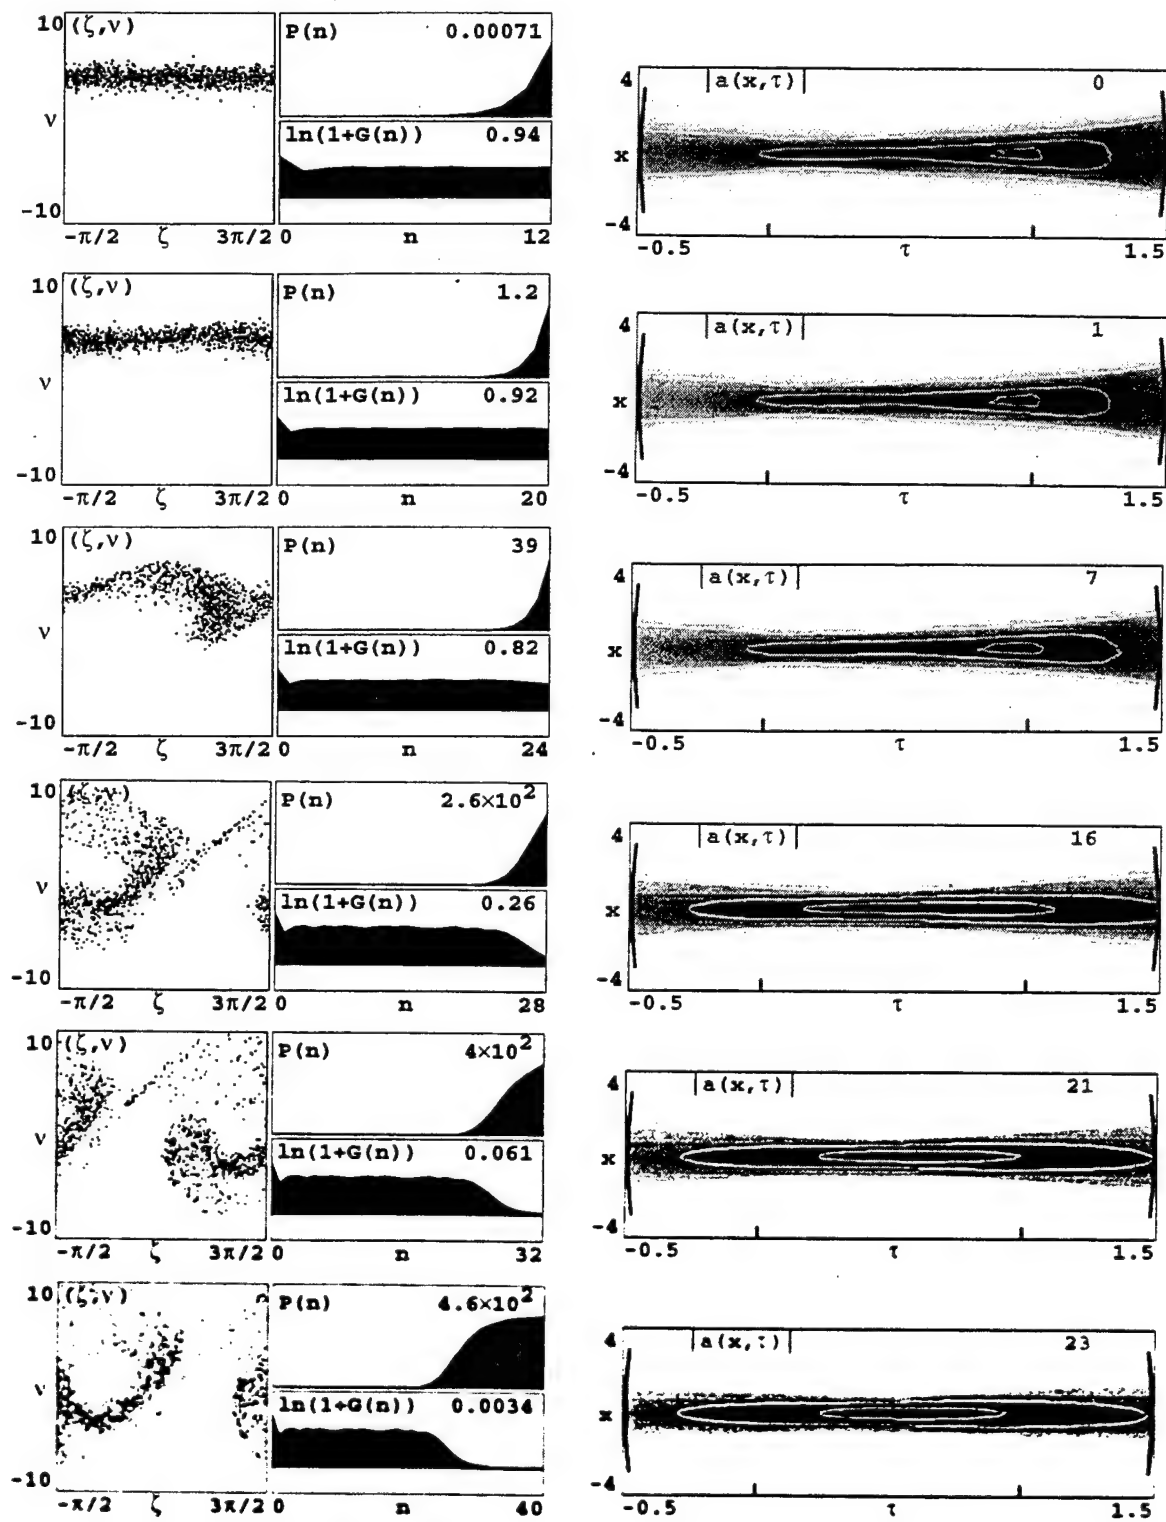 10 (ζ,ν) P(n) 0.00071
ν ln(1+G(n)) 0.94
-10
-π/2 ζ 3π/2 0 n 12
4 |a(x,τ)| 0
x
-4
-0.5 τ 1.5
10 (ζ,ν) P(n) 1.2
ν ln(1+G(n)) 0.92
-10
-π/2 ζ 3π/2 0 n 20
4 |a(x,τ)| 1
x
-4
-0.5 τ 1.5
10 (ζ,ν) P(n) 39
ν ln(1+G(n)) 0.82
-10
-π/2 ζ 3π/2 0 n 24
4 |a(x,τ)| 7
x
-4
-0.5 τ 1.5
10 (ζ,ν) P(n) 2.6×10²
ν ln(1+G(n)) 0.26
-10
-π/2 ζ 3π/2 0 n 28
4 |a(x,τ)| 16
x
-4
-0.5 τ 1.5
10 (ζ,ν) P(n) 4×10²
ν ln(1+G(n)) 0.061
-10
-π/2 ζ 3π/2 0 n 32
4 |a(x,τ)| 21
x
-4
-0.5 τ 1.5
10 (ζ,ν) P(n) 4.6×10²
ν ln(1+G(n)) 0.0034
-10
-π/2 ζ 3π/2 0 n 40
4 |a(x,τ)| 23
x
-4
-0.5 τ 1.5